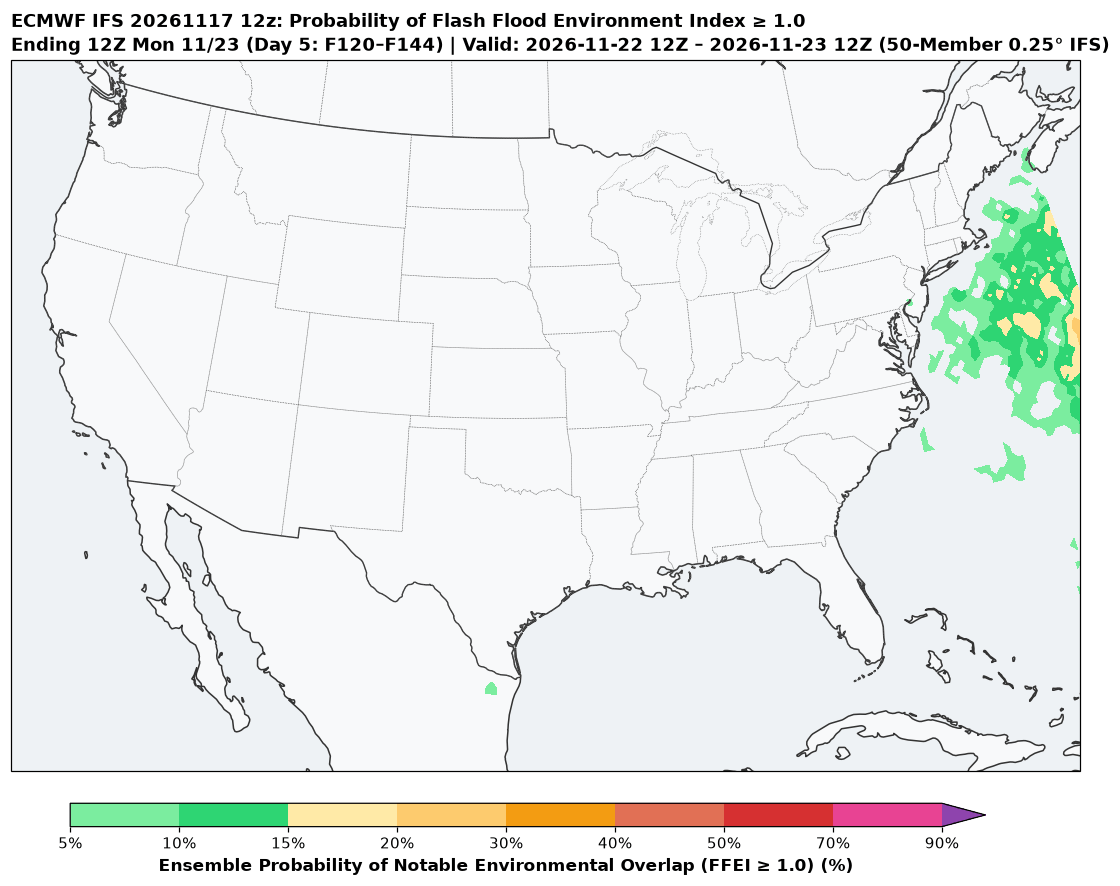 ECMWF IFS 20261117 12z: Probability of Flash Flood Environment Index ≥ 1.0
Ending 12Z Mon 11/23 (Day 5: F120–F144) | Valid: 2026-11-22 12Z – 2026-11-23 12Z (50-Member 0.25° IFS)
5% 10% 15% 20% 30% 40% 50% 70% 90%
Ensemble Probability of Notable Environmental Overlap (FFEI ≥ 1.0) (%)